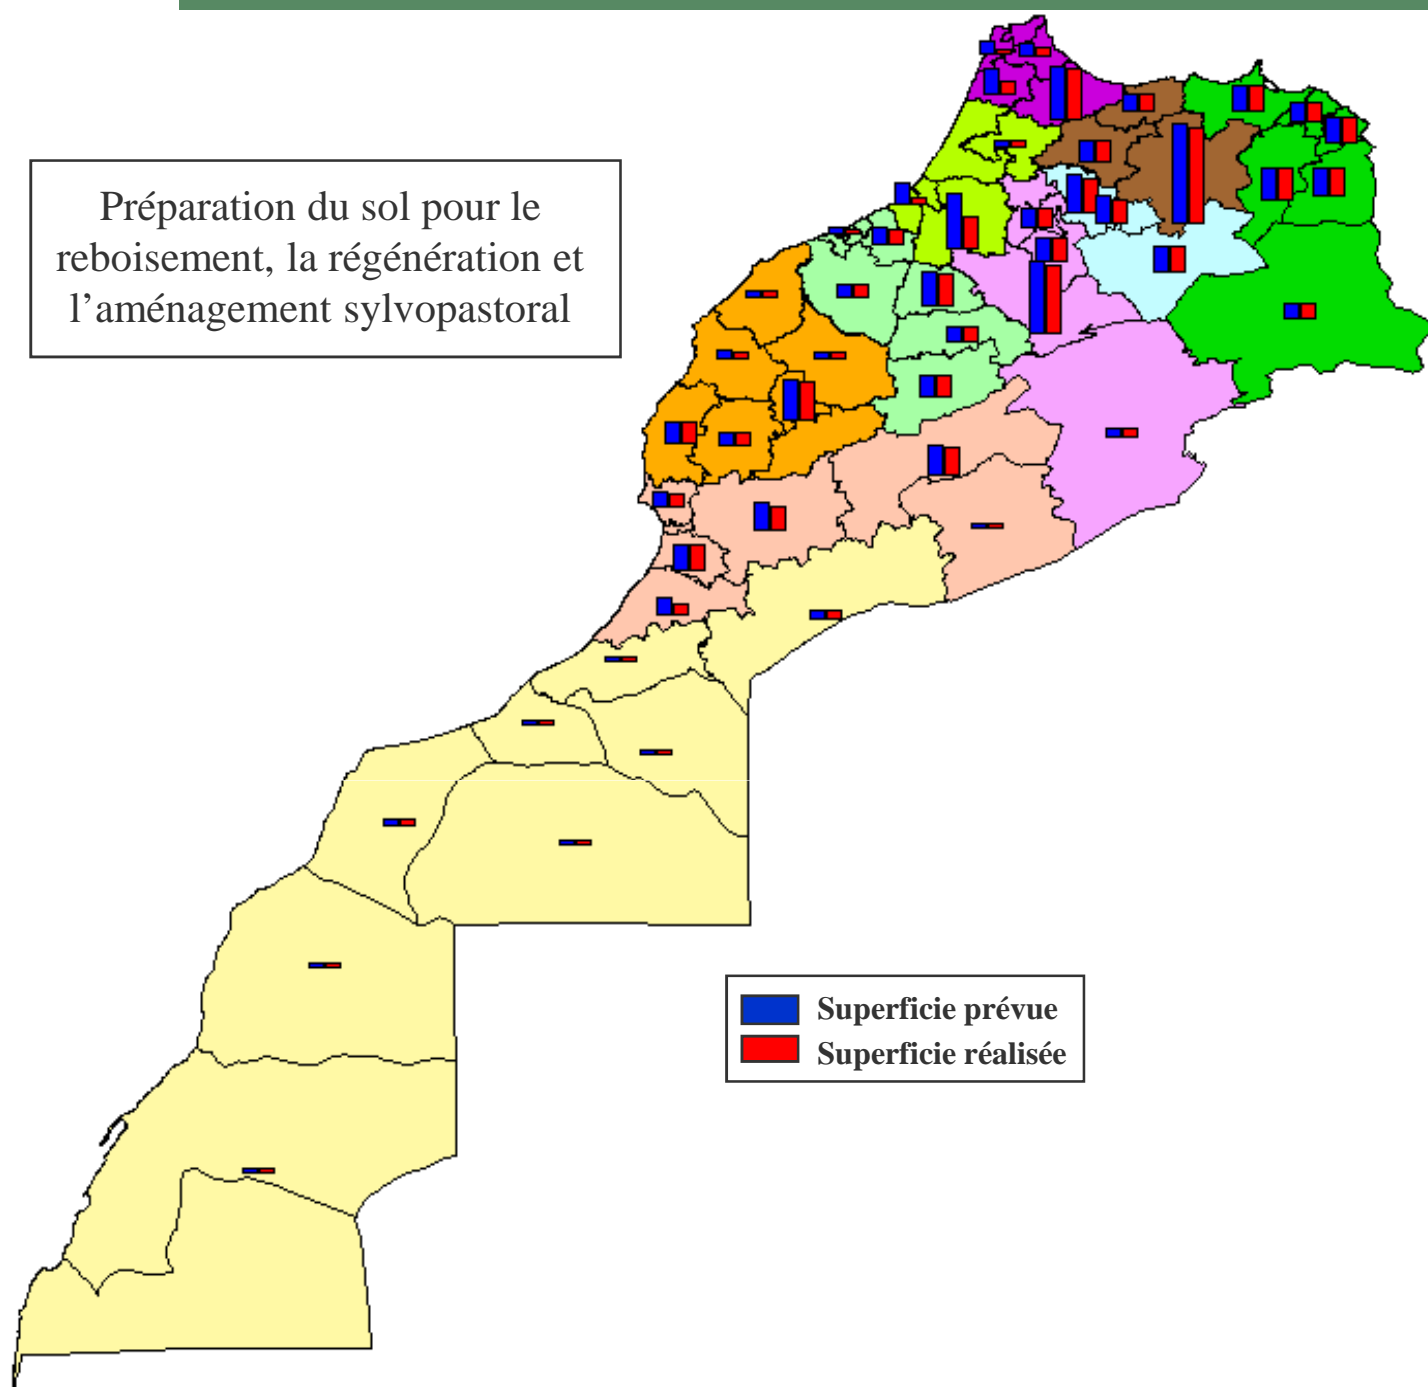 Préparation du sol pour le
reboisement, la régénération et
l’aménagement sylvopastoral
Superficie prévue
Superficie réalisée